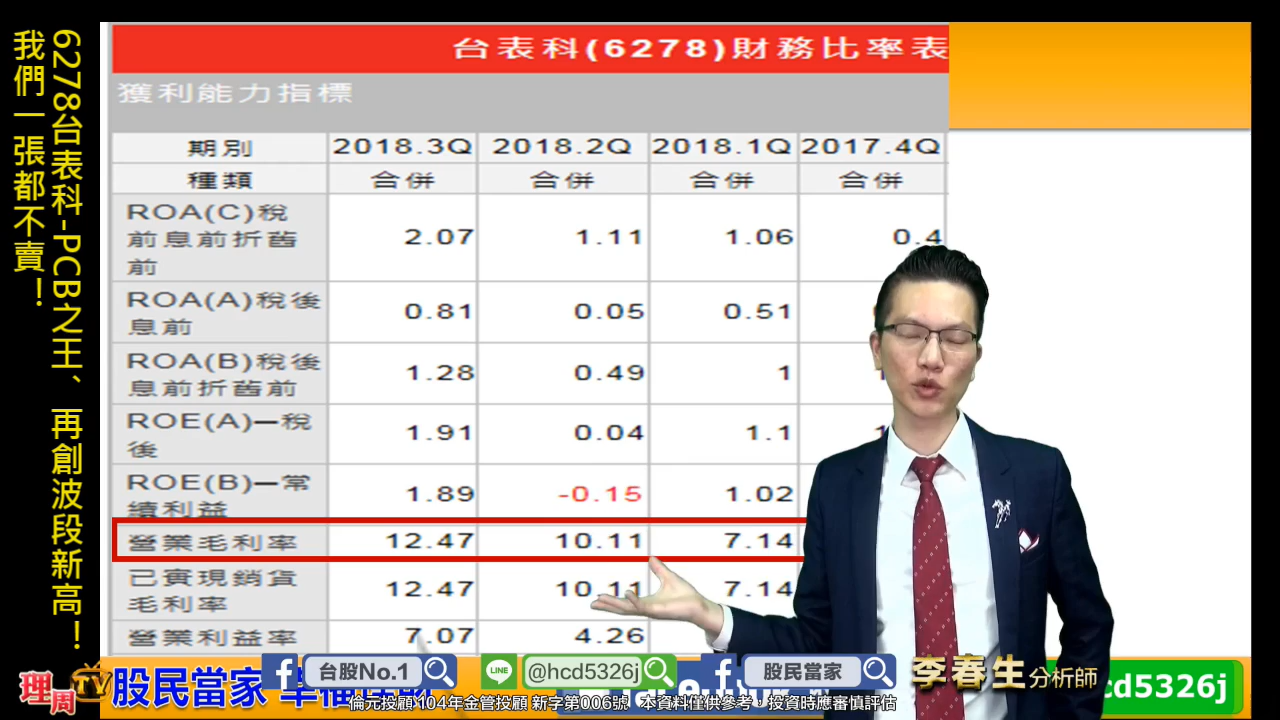 6278台表科-PCB之王、再創波段新高！
我們一張都不賣！
台表科(6278)財務比率表
獲利能力指標
期別 2018.3Q 2018.2Q 2018.1Q 2017.4Q
種類 合併 合併 合併 合併
ROA(C)稅前息前折舊前 2.07 1.11 1.06 0.4
ROA(A)稅後息前 0.81 0.05 0.51
ROA(B)稅後息前折舊前 1.28 0.49 1
ROE(A)—稅後 1.91 0.04 1.1
ROE(B)—常續利益 1.89 -0.15 1.02
營業毛利率 12.47 10.11 7.14
已實現銷貨毛利率 12.47 10.11 7.14
營業利益率 7.07 4.26
台股No.1
LINE @hcd5326j
股民當家
李春生分析師
理周TV
股民當家
cd5326j
倫元投顧 104年金管投顧 新字第006號 本資料僅供參考，投資時應審慎評估